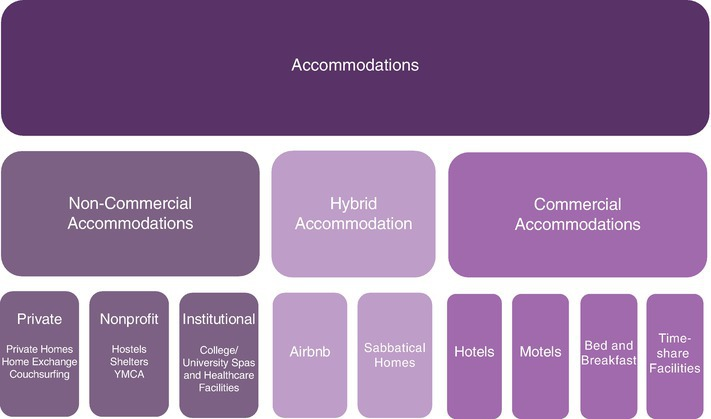 Accommodations
Non-Commercial
Accommodations
Hybrid
Accommodation
Commercial
Accommodations
Private
Private Homes
Home Exchange
Couchsurfing
Nonprofit
Hostels
Shelters
YMCA
Institutional
College/
University Spas
and Healthcare
Facilities
Airbnb
Sabbatical
Homes
Hotels
Motels
Bed and
Breakfast
Time-
share
Facilities